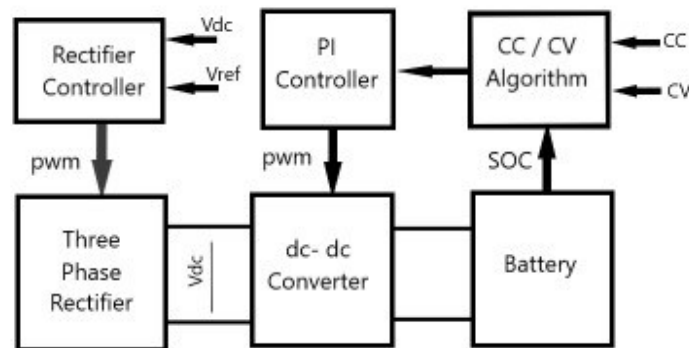 Rectifier
Controller
Vdc
Vref
PI
Controller
CC / CV
Algorithm
CC
CV
pwm
pwm
SOC
Three
Phase
Rectifier
Vdc
dc- dc
Converter
Battery